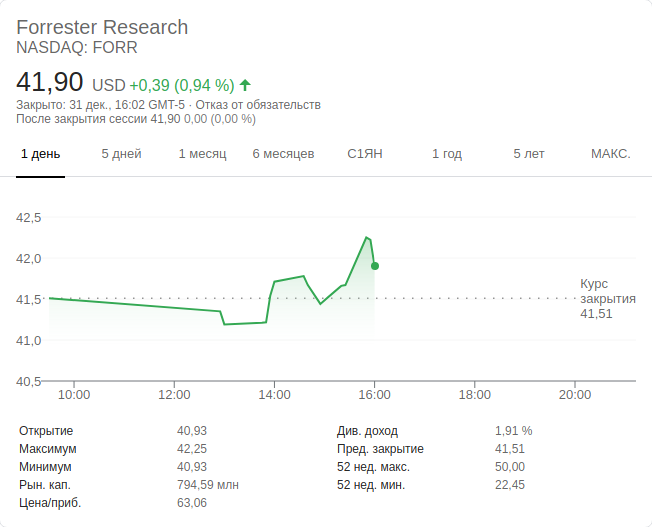 Forrester Research
NASDAQ: FORR
41,90 USD +0,39 (0,94 %)
Закрыто: 31 дек., 16:02 GMT-5 · Отказ от обязательств
После закрытия сессии 41,90 0,00 (0,00 %)
1 день 5 дней 1 месяц 6 месяцев С1ЯН 1 год 5 лет МАКС.
42,5
42,0
41,5
41,0
40,5
Курс
закрытия
41,51
10:00 12:00 14:00 16:00 18:00 20:00
Открытие 40,93 Див. доход 1,91 %
Максимум 42,25 Пред. закрытие 41,51
Минимум 40,93 52 нед. макс. 50,00
Рын. кап. 794,59 млн 52 нед. мин. 22,45
Цена/приб. 63,06